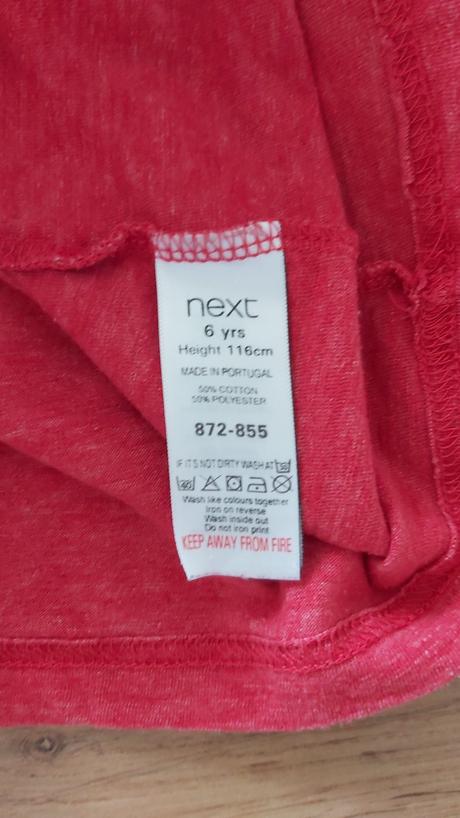 next
6 yrs
Height 116cm
MADE IN PORTUGAL
50% COTTON
50% POLYESTER
872-855
IF IT'S NOT DIRTY WASH AT 30
40
Wash like colours together
Iron on reverse
Wash inside out
Do not iron print
KEEP AWAY FROM FIRE